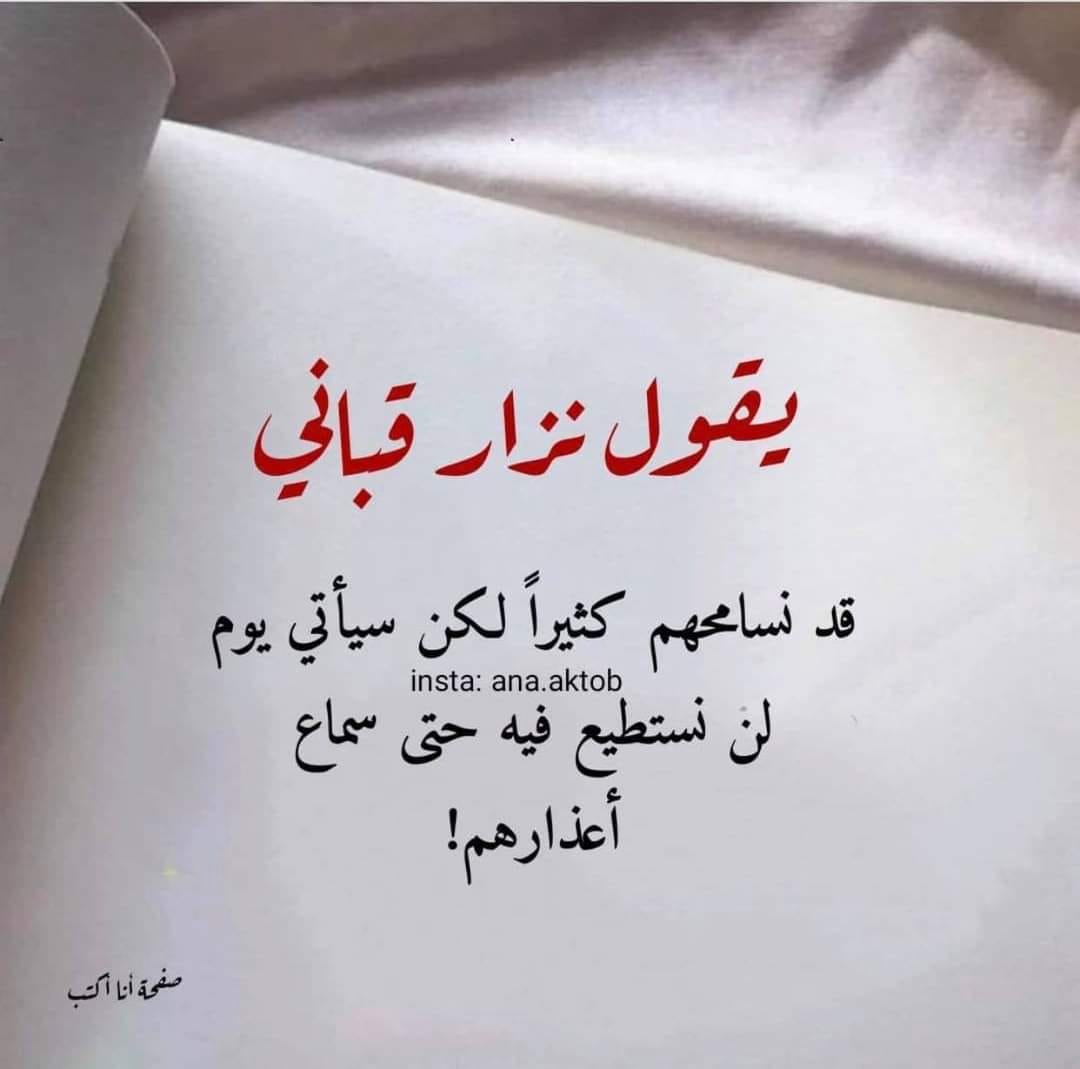 يقول نزار قباني
قد نسامحهم كثيراً لكن سيأتي يوم
insta: ana.aktob
لن نستطيع فيه حتى سماع
أعذارهم!
صفحة أنا أكتب